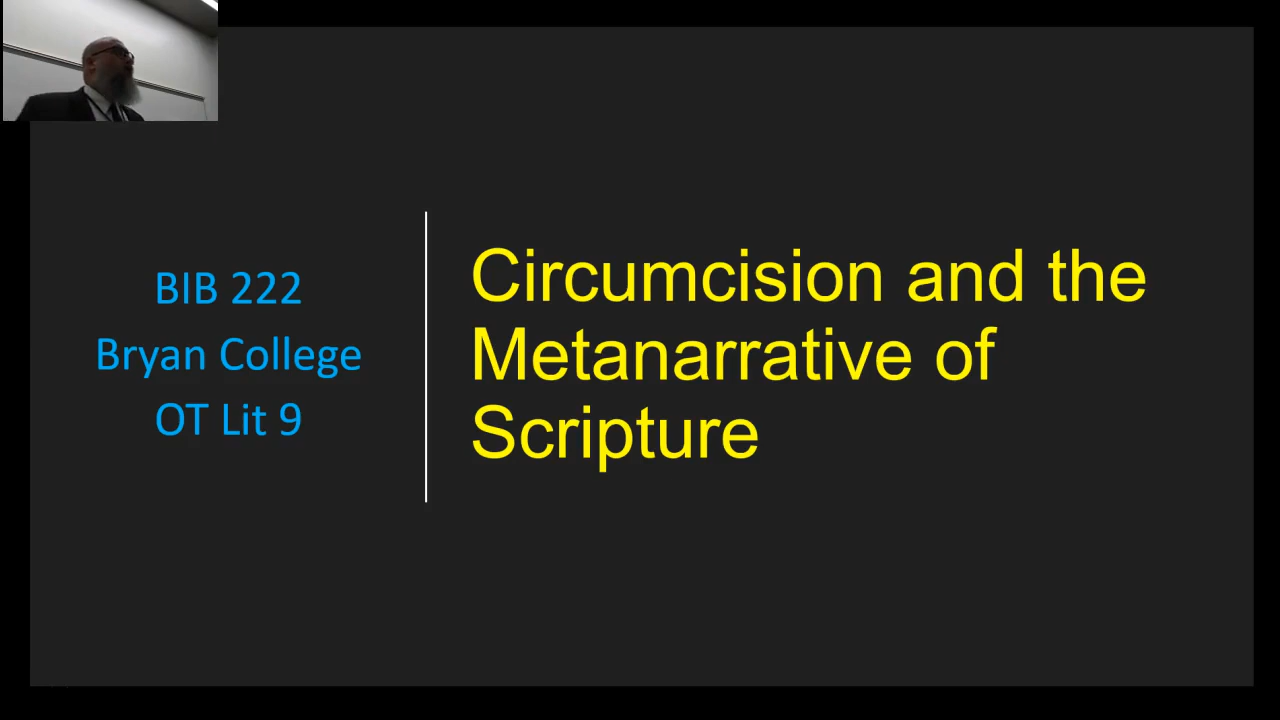 BIB 222
Bryan College
OT Lit 9
Circumcision and the
Metanarrative of
Scripture